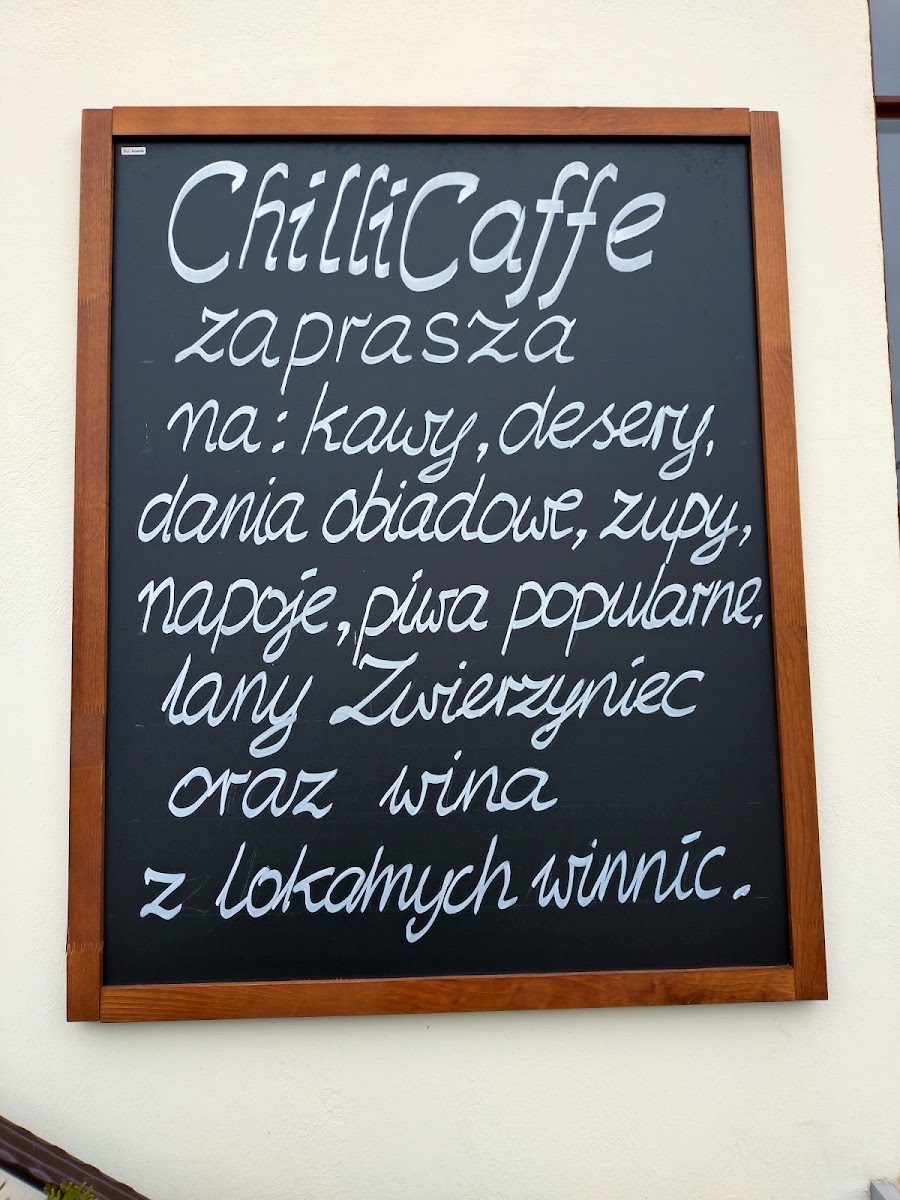 ChilliCaffe
zaprasza
na: kawy, desery,
dania obiadowe, zupy,
napoje, piwa popularne,
lany Zwierzyniec
oraz wina
z lokalnych winnic.